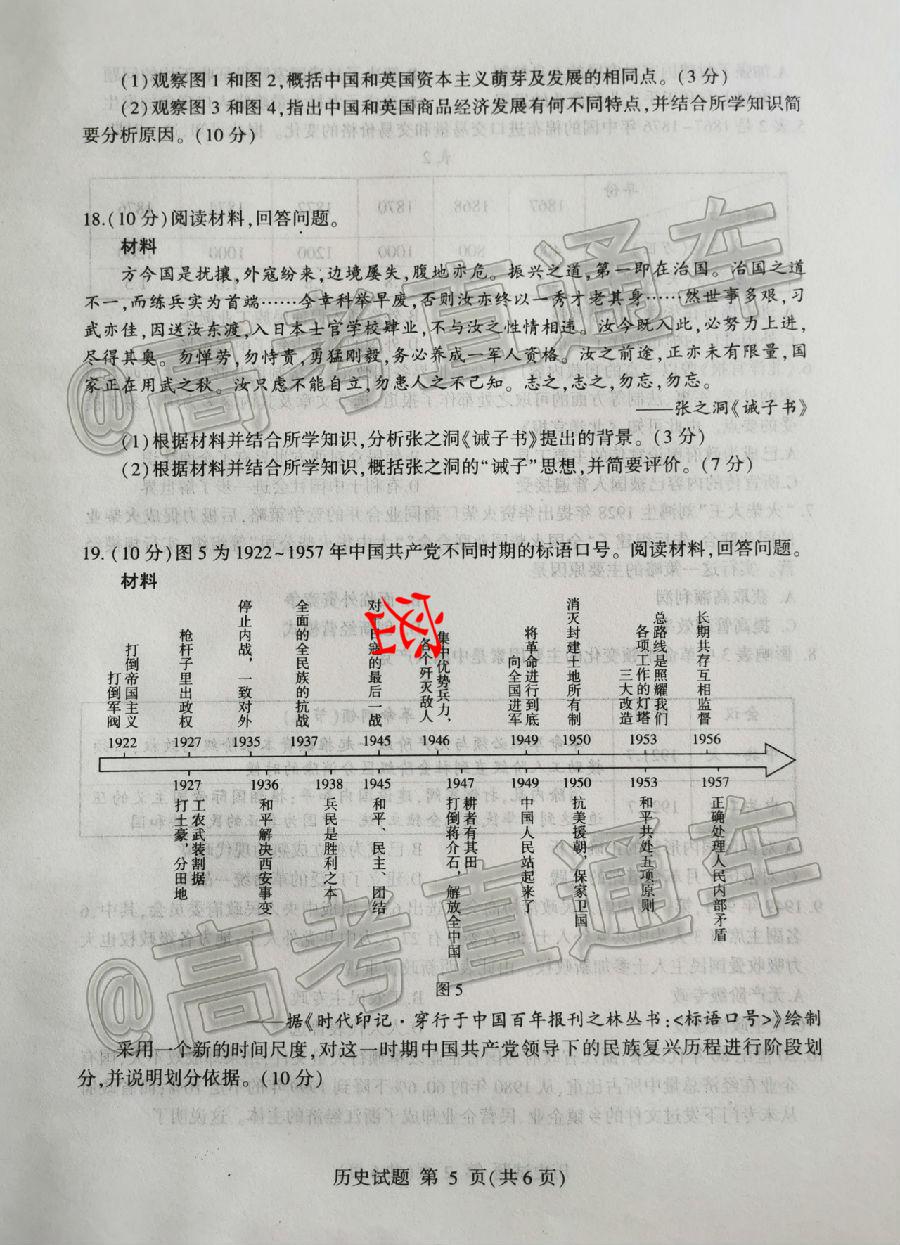 (1)观察图1和图2,概括中国和英国资本主义萌芽及发展的相同点。(3分)
(2)观察图3和图4,指出中国和英国商品经济发展有何不同特点,并结合所学知识简
要分析原因。(10分)
18.(10分)阅读材料,回答问题。
材料
方今国是扰攘,外寇纷来,边境屡失,腹地亦危。振兴之道,第一即在治国。治国之道
不一,而练兵实为首端……今幸科举早废,否则汝亦终以一秀才老其身……然世事多艰,习
武亦佳,因送汝东渡,入日本士官学校肄业,不与汝之性情相违。汝今既入此,必努力上进,
尽得其奥。勿惮劳,勿恃贵,勇猛刚毅,务必养成一军人资格。汝之前途,正亦未有限量,国
家正在用武之秋。汝只虑不能自立,勿患人之不己知。志之,志之,勿忘,勿忘。
——张之洞《诫子书》
(1)根据材料并结合所学知识,分析张之洞《诫子书》提出的背景。(3分)
(2)根据材料并结合所学知识,概括张之洞的“诫子”思想,并简要评价。(7分)
19.(10分)图5为1922~1957年中国共产党不同时期的标语口号。阅读材料,回答问题。
材料
打倒帝国主义
打倒军阀
枪杆子里出政权
停止内战,一致对外
全面的全民族的抗战
对
寇的最后一战
密
集中优势兵力,
各个歼灭敌人
将革命进行到底
向全国进军
消灭封建土地所有制
总路线是照耀我们
各项工作的灯塔
三大改造
长期共存互相监督
1922 1927 1935 1937 1945 1946 1949 1950 1953 1956
1927 1936 1938 1945 1947 1949 1950 1953 1957
工农武装割据
打土豪,分田地
和平解决西安事变
兵民是胜利之本
和平、民主、团结
耕者有其田
打倒蒋介石,解放全中国
中国人民站起来了
抗美援朝,保家卫国
和平共处五项原则
正确处理人民内部矛盾
图5
据《时代印记·穿行于中国百年报刊之林丛书:<标语口号>》绘制
采用一个新的时间尺度,对这一时期中国共产党领导下的民族复兴历程进行阶段划
分,并说明划分依据。(10分)
历史试题 第 5 页(共6页)
@高考直通车
@高考直通车